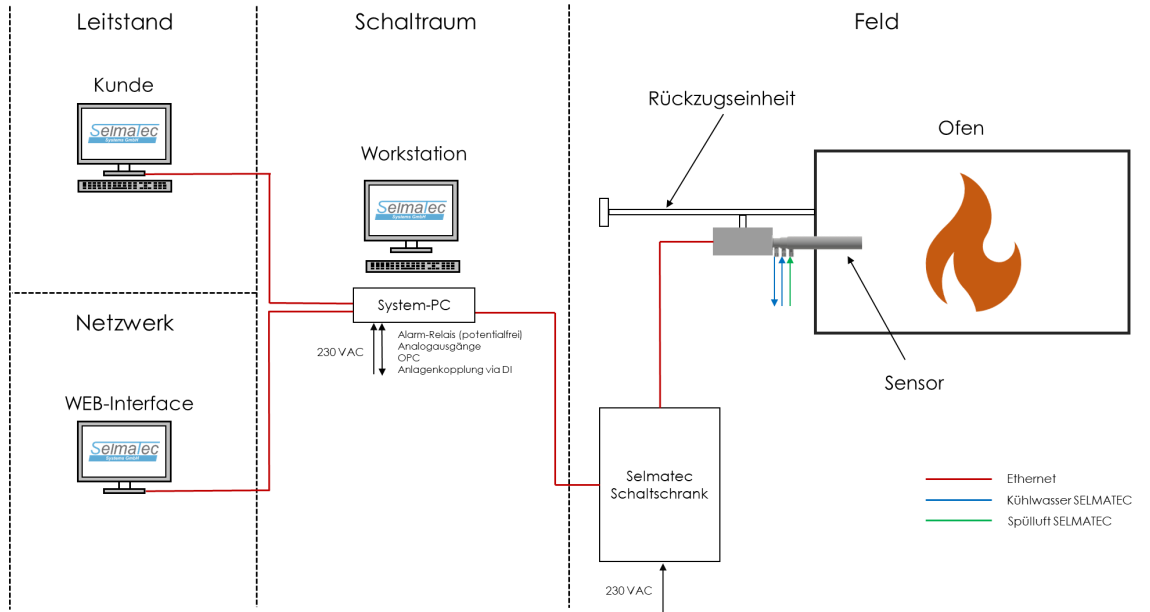 Leitstand
Schaltraum
Feld
Kunde
Selmatec
Systems GmbH
Rückzugseinheit
Ofen
Workstation
Selmatec
Systems GmbH
System-PC
Netzwerk
230 VAC
Alarm-Relais (potentialfrei)
Analogausgänge
OPC
Anlagenkopplung via DI
Sensor
WEB-Interface
Selmatec
Systems GmbH
Selmatec
Schaltschrank
Ethernet
Kühlwasser SELMATEC
Spülluft SELMATEC
230 VAC